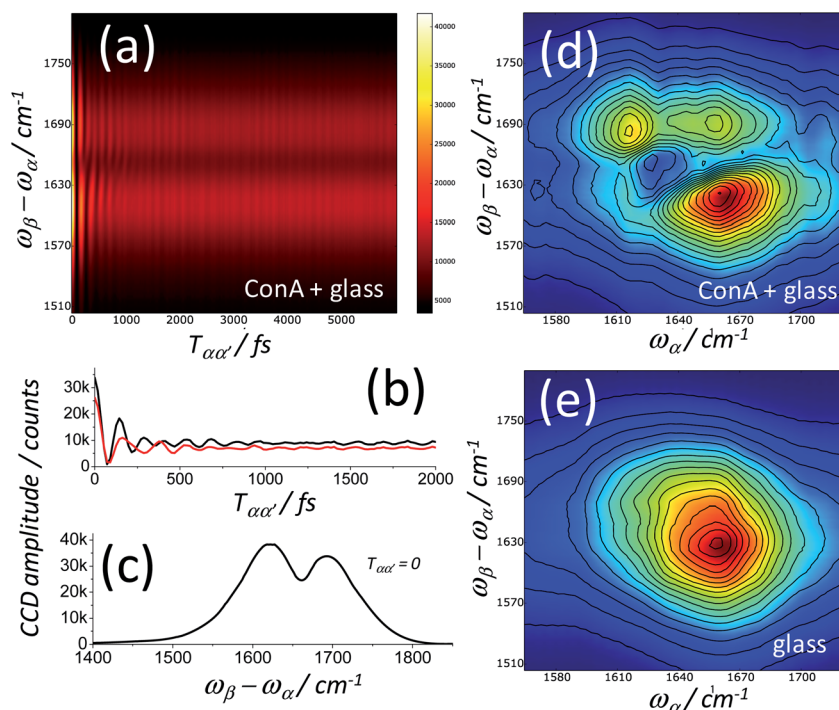 (a)
1750
1690
1630
1570
1510
ωβ – ωα / cm⁻¹
0 1000 2000 3000 4000 5000
Tαα′ / fs
ConA + glass
40000
35000
30000
25000
20000
15000
10000
5000
(b)
30k
20k
10k
0
0 500 1000 1500 2000
Tαα′ / fs
CCD amplitude / counts
(c)
40k
30k
20k
10k
0
Tαα′ = 0
1400 1500 1600 1700 1800
ωβ – ωα / cm⁻¹
(d)
1750
1690
1630
1570
1510
ωβ – ωα / cm⁻¹
1580 1610 1640 1670 1700
ωα / cm⁻¹
ConA + glass
(e)
1750
1690
1630
1570
1510
ωβ – ωα / cm⁻¹
1580 1610 1640 1670 1700
ωα / cm⁻¹
glass